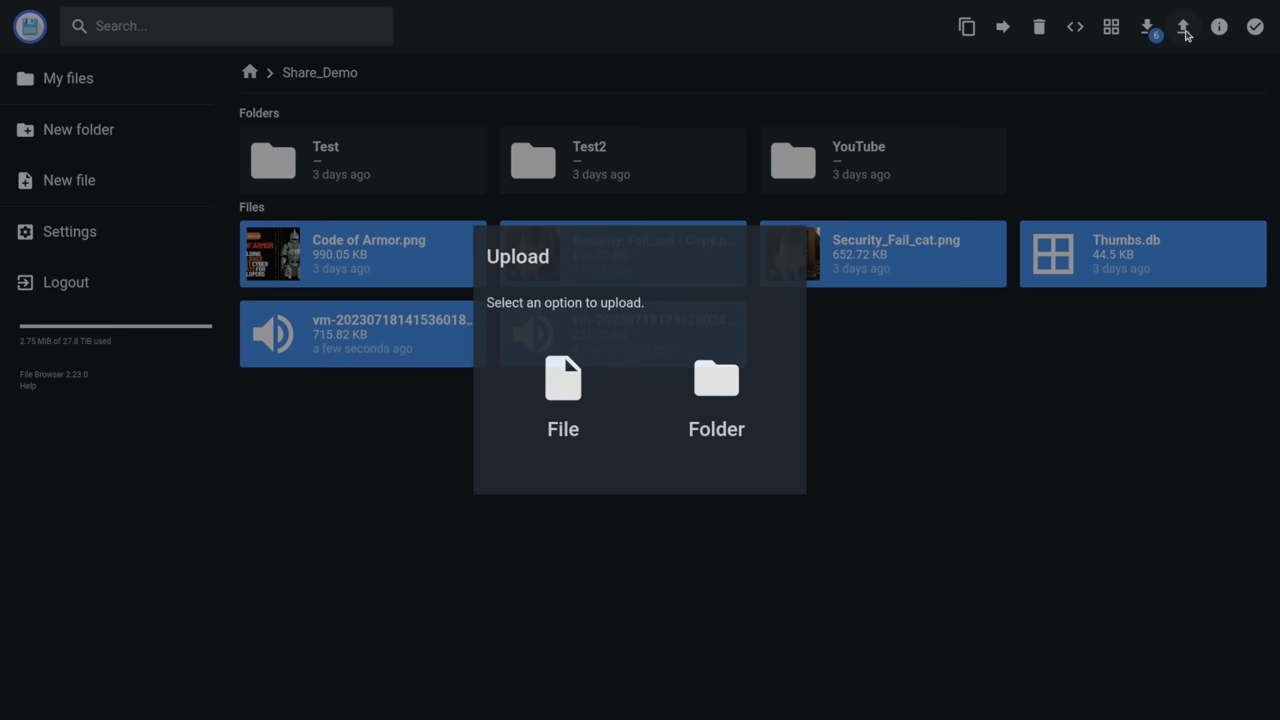 Search...
6
My files
New folder
New file
Settings
Logout
2.75 MiB of 27.8 TiB used
File Browser 2.23.0
Help
Share_Demo
Folders
Test
—
3 days ago
Test2
—
3 days ago
YouTube
—
3 days ago
Files
Code of Armor.png
990.05 KB
3 days ago
Security_Fail_cat - Copy.p...
Security_Fail_cat.png
652.72 KB
3 days ago
Thumbs.db
44.5 KB
3 days ago
vm-20230718141536018...
715.82 KB
a few seconds ago
Upload
Select an option to upload.
File
Folder